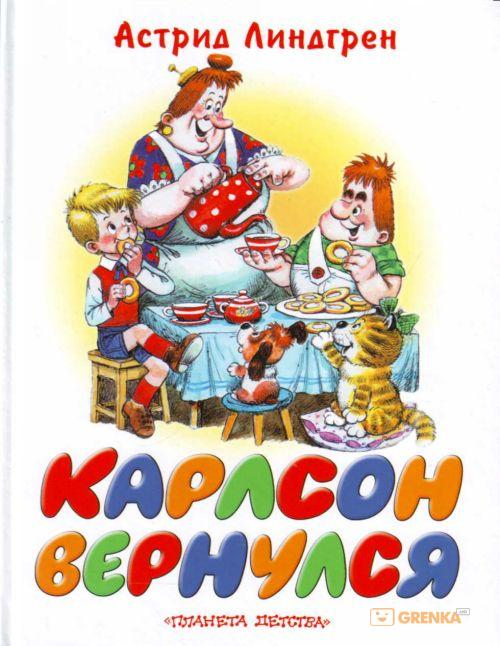 Астрид Линдгрен
КАРЛСОН
ВЕРНУЛСЯ
«ПЛАНЕТА ДЕТСТВА»
GRENKA